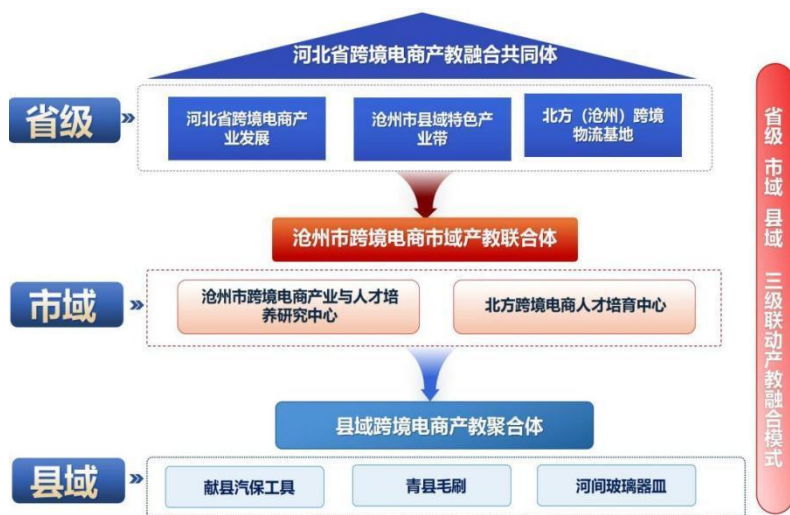 河北省跨境电商产教融合共同体
省级
河北省跨境电商产
业发展
沧州市县域特色产
业带
北方（沧州）跨境
物流基地
沧州市跨境电商市域产教联合体
市域
沧州市跨境电商产业与人才培
养研究中心
北方跨境电商人才培育中心
县域跨境电商产教聚合体
县域
献县汽保工具
青县毛刷
河间玻璃器皿
省级 市域 县域 三级联动产教融合模式